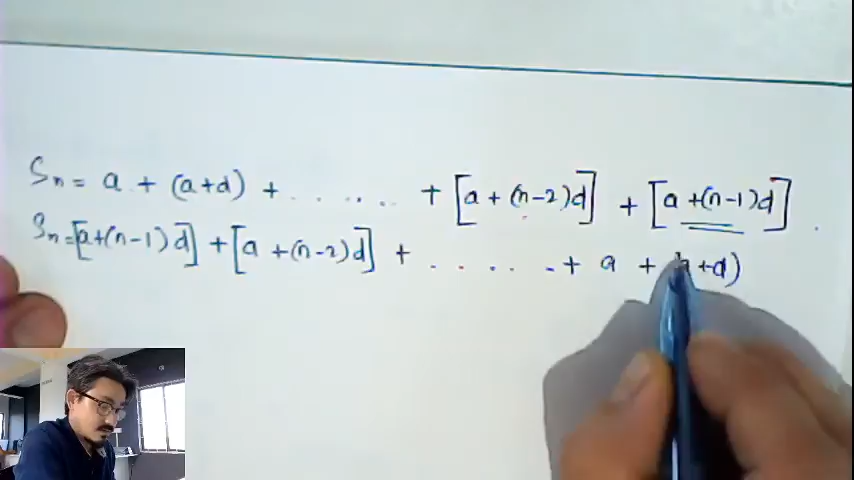 Sn = a + (a+d) + ...... + [a + (n-2)d] + [a + (n-1)d] .
Sn = [a+(n-1)d] + [a + (n-2)d] + ..... + a + (a+d)